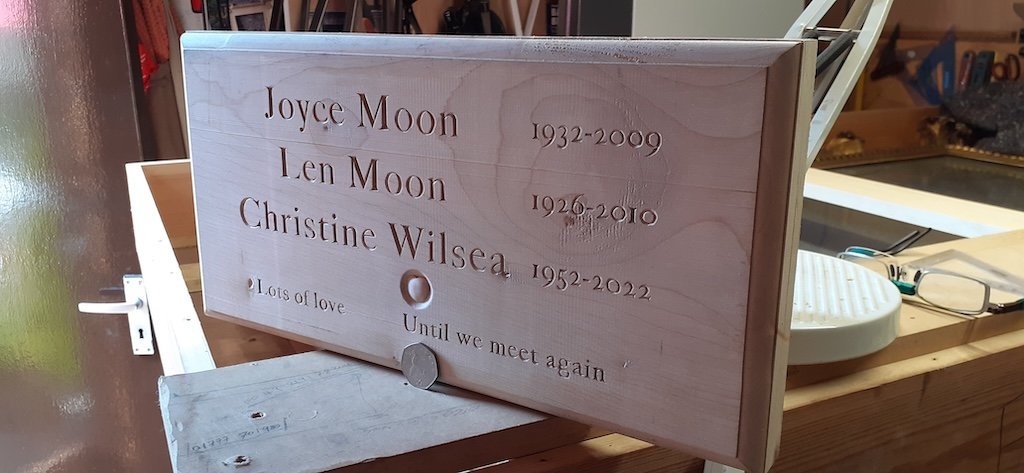 Joyce Moon 1932-2009
Len Moon 1926-2010
Christine Wilsea 1952-2022
Lots of love
Until we meet again